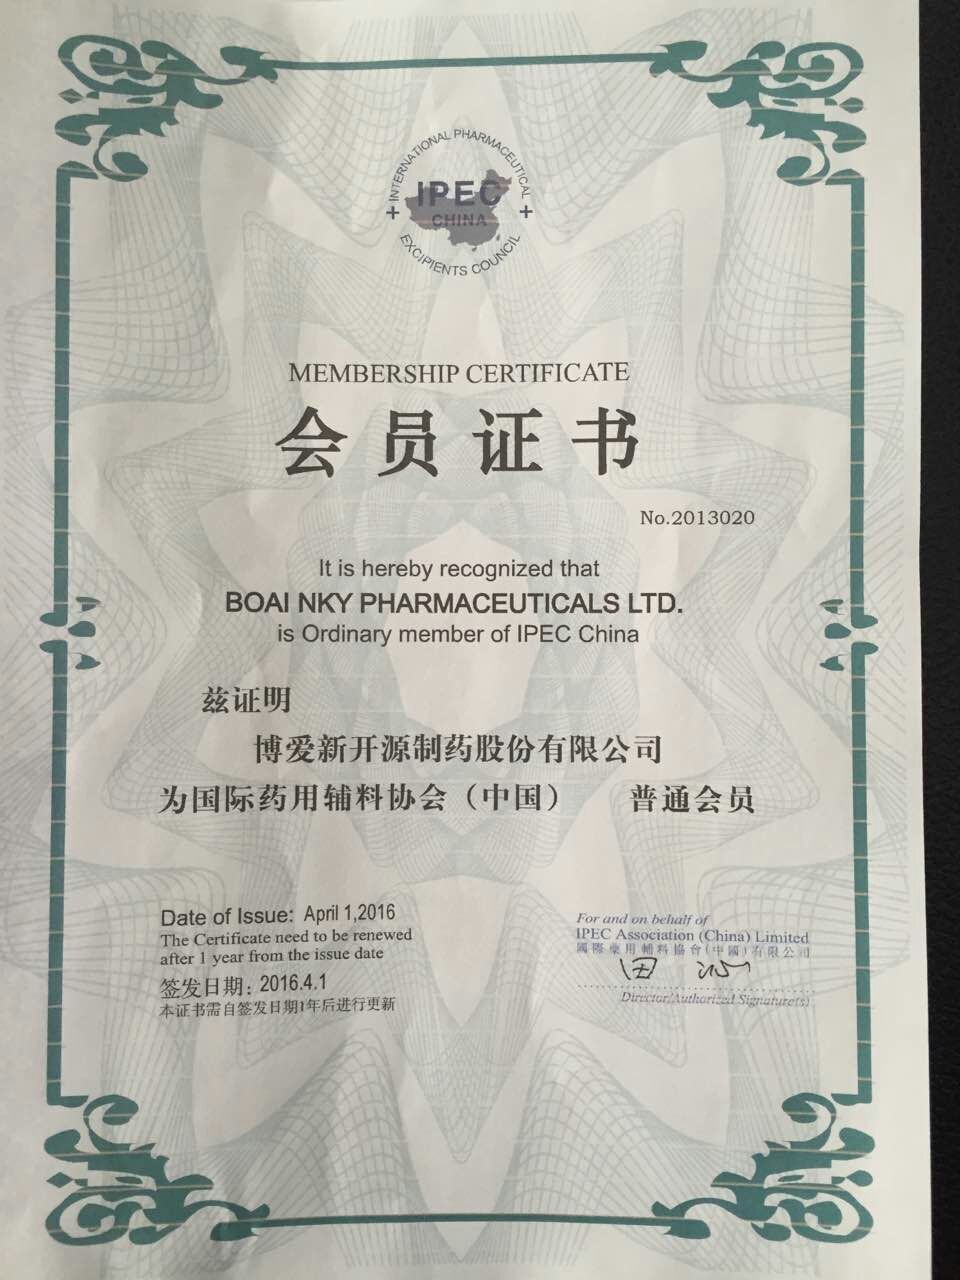 INTERNATIONAL PHARMACEUTICAL
IPEC
CHINA
EXCIPIENTS COUNCIL
MEMBERSHIP CERTIFICATE
会员证书
No.2013020
It is hereby recognized that
BOAI NKY PHARMACEUTICALS LTD.
is Ordinary member of IPEC China
兹证明
博爱新开源制药股份有限公司
为国际药用辅料协会（中国） 普通会员
Date of Issue: April 1,2016
The Certificate need to be renewed
after 1 year from the issue date
签发日期: 2016.4.1
本证书需自签发日期1年后进行更新
For and on behalf of
IPEC Association (China) Limited
國際藥用輔料協會(中國)有限公司
Director/Authorized Signature(s)